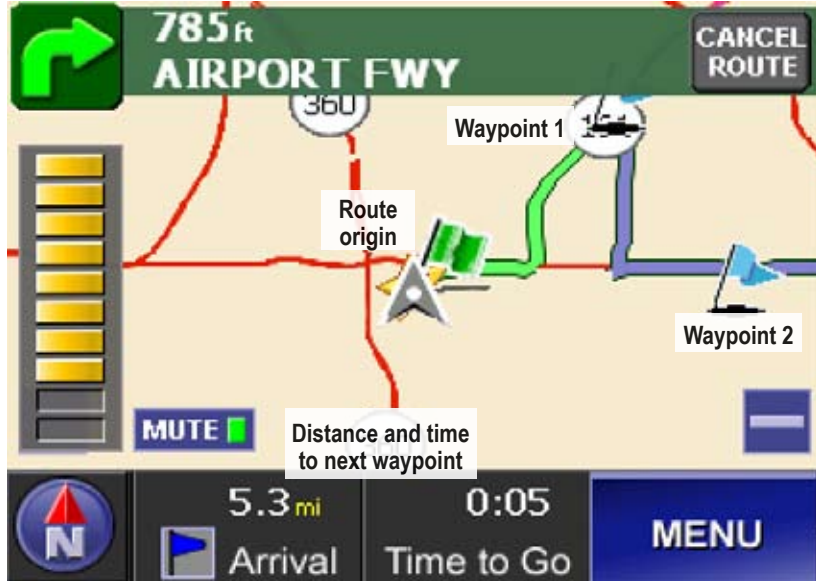 785 ft
AIRPORT FWY
CANCEL
ROUTE
360
Waypoint 1
Route
origin
Waypoint 2
MUTE
Distance and time
to next waypoint
5.3 mi
0:05
N
Arrival
Time to Go
MENU